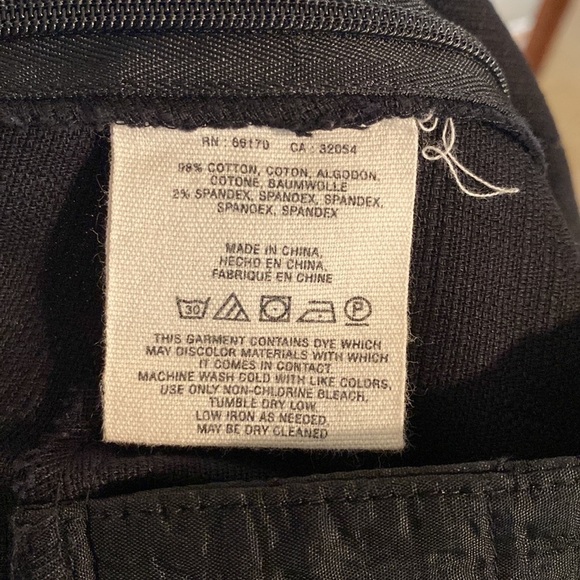 RN : 66170 CA : 32054
98% COTTON, COTON, ALGODON,
COTONE, BAUMWOLLE
2% SPANDEX, SPANDEX, SPANDEX,
SPANDEX, SPANDEX
MADE IN CHINA,
HECHO EN CHINA,
FABRIQUÉ EN CHINE
30 P
THIS GARMENT CONTAINS DYE WHICH
MAY DISCOLOR MATERIALS WITH WHICH
IT COMES IN CONTACT.
MACHINE WASH COLD WITH LIKE COLORS,
USE ONLY NON-CHLORINE BLEACH,
TUMBLE DRY LOW,
LOW IRON AS NEEDED,
MAY BE DRY CLEANED